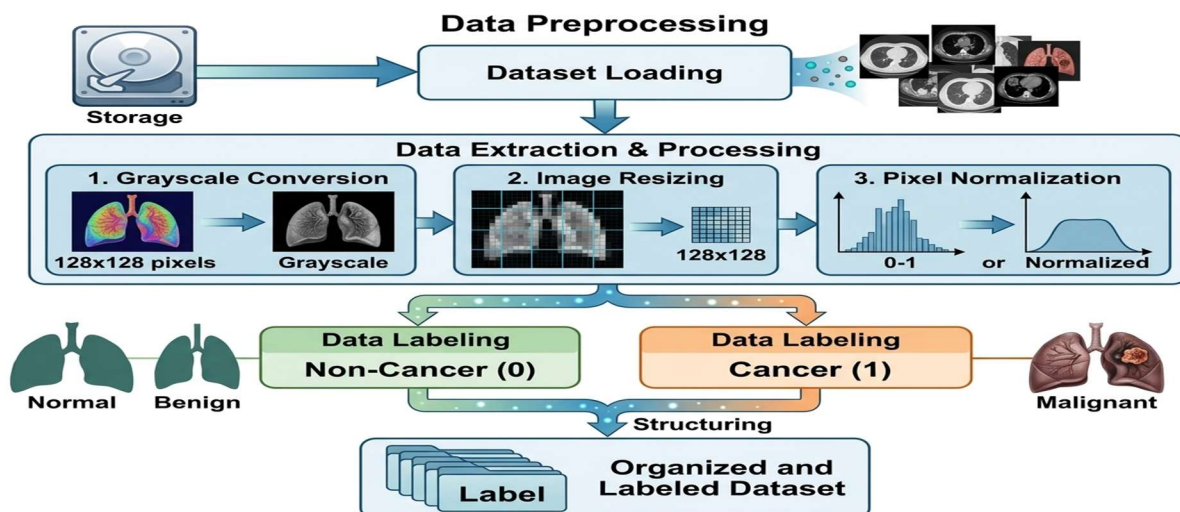 Data Preprocessing
Dataset Loading
Storage
Data Extraction & Processing
1. Grayscale Conversion
128x128 pixels
Grayscale
2. Image Resizing
128x128
3. Pixel Normalization
0-1 or Normalized
Data Labeling
Non-Cancer (0)
Data Labeling
Cancer (1)
Normal
Benign
Malignant
Structuring
Label
Organized and
Labeled Dataset